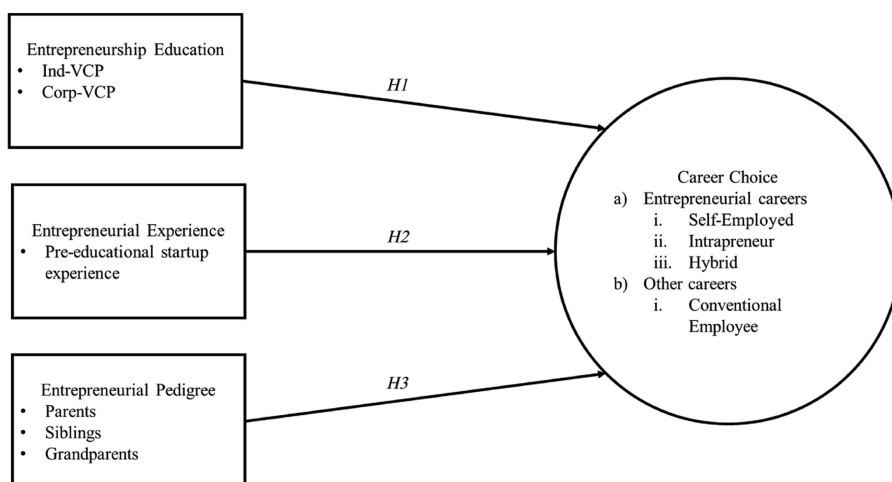 Entrepreneurship Education
• Ind-VCP
• Corp-VCP
H1
Entrepreneurial Experience
• Pre-educational startup
experience
H2
Entrepreneurial Pedigree
• Parents
• Siblings
• Grandparents
H3
Career Choice
a) Entrepreneurial careers
i. Self-Employed
ii. Intrapreneur
iii. Hybrid
b) Other careers
i. Conventional
Employee